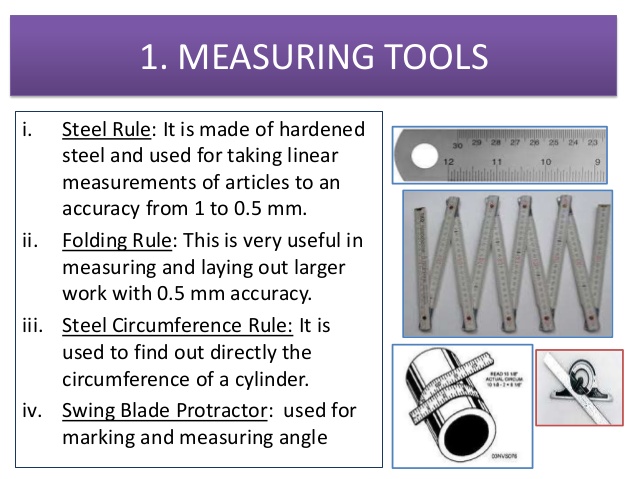 1. MEASURING TOOLS
i. Steel Rule: It is made of hardened
steel and used for taking linear
measurements of articles to an
accuracy from 1 to 0.5 mm.
ii. Folding Rule: This is very useful in
measuring and laying out larger
work with 0.5 mm accuracy.
iii. Steel Circumference Rule: It is
used to find out directly the
circumference of a cylinder.
iv. Swing Blade Protractor: used for
marking and measuring angle
30 29 28 27 26 25 24 23
12 11 10 9
READ 10 1/8"
ACTUAL CIRCUM.